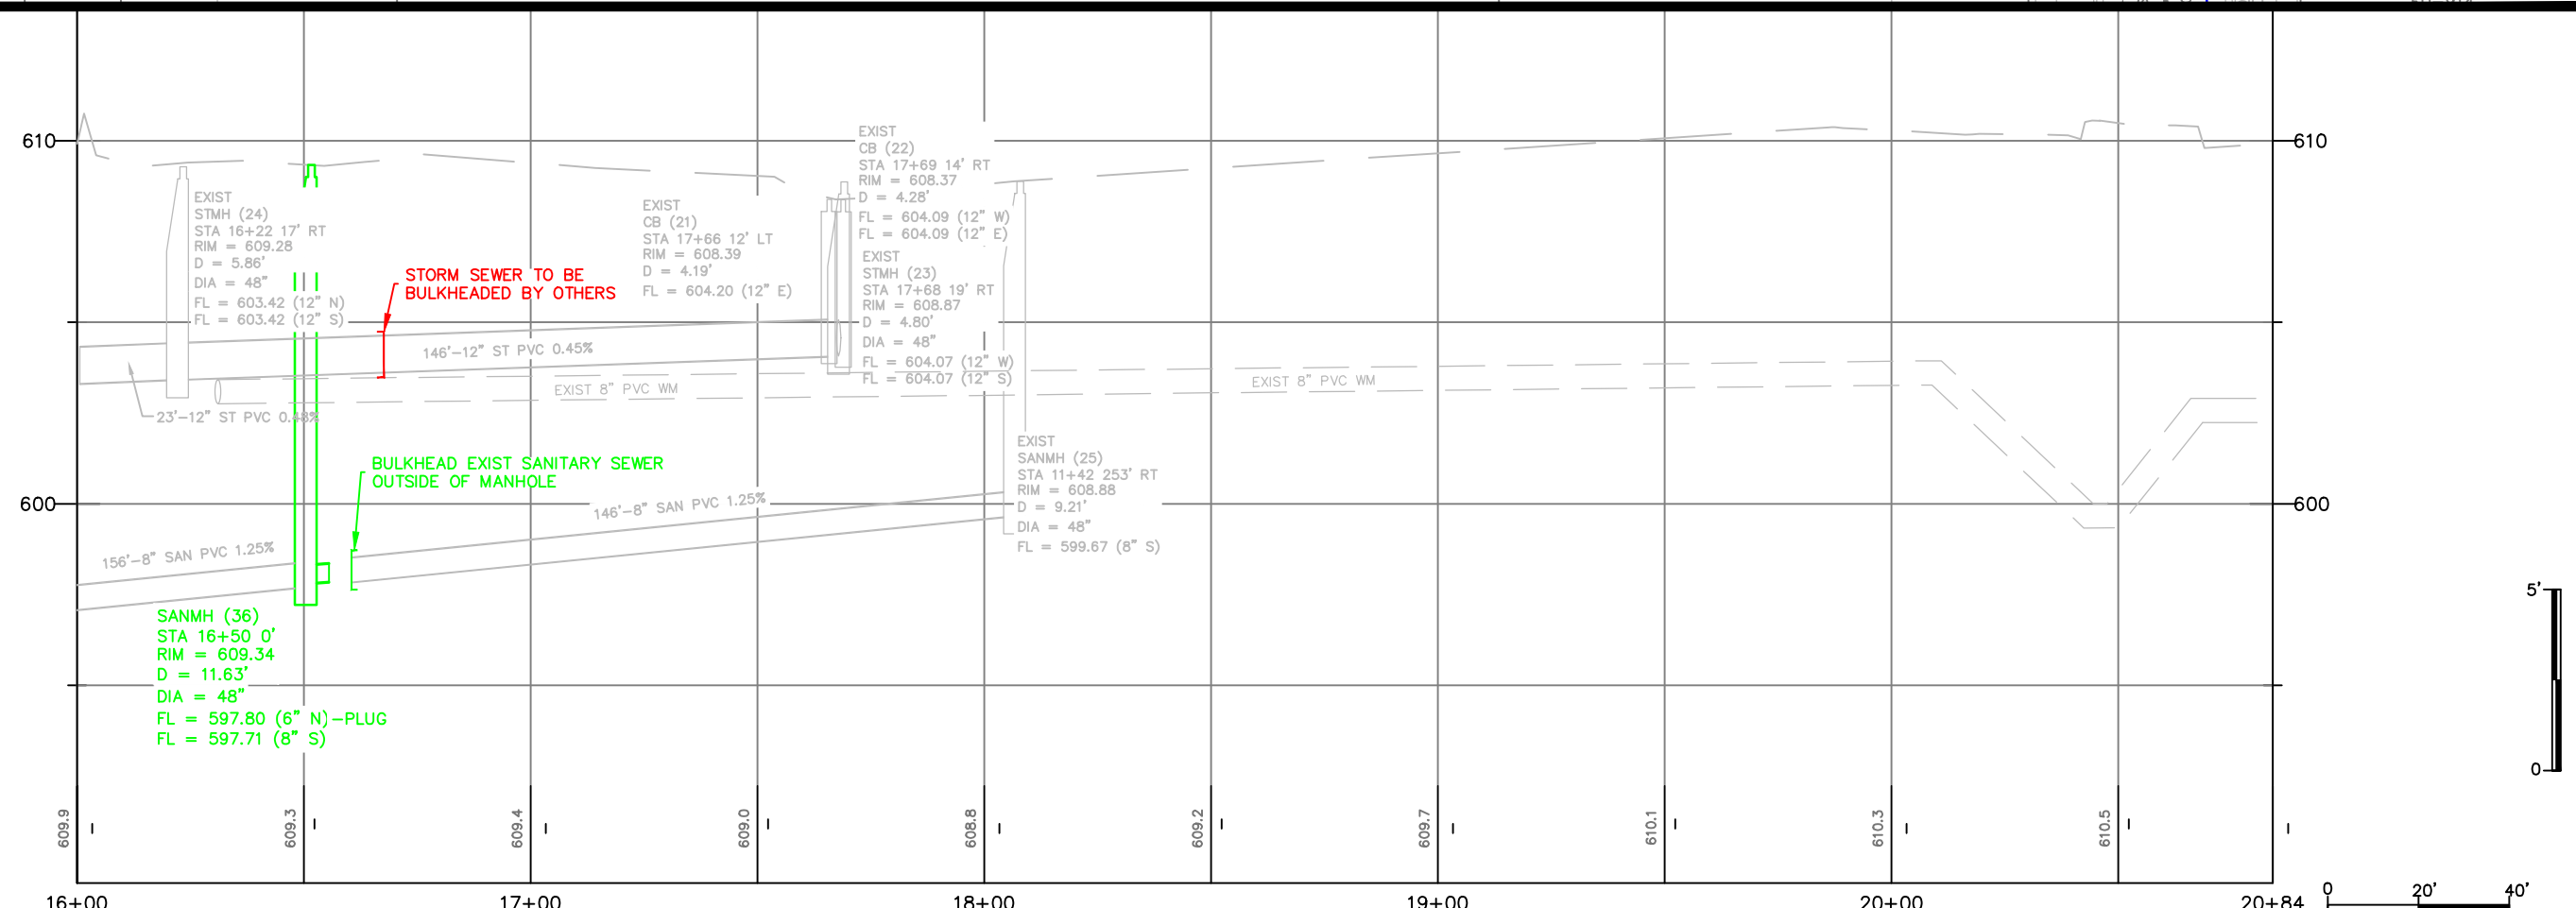 610
610
EXIST
STMH (24)
STA 16+22 17' RT
RIM = 609.28
D = 5.86'
DIA = 48"
FL = 603.42 (12" N)
FL = 603.42 (12" S)
STORM SEWER TO BE
BULKHEADED BY OTHERS
EXIST
CB (21)
STA 17+66 12' LT
RIM = 608.39
D = 4.19'
FL = 604.20 (12" E)
EXIST
CB (22)
STA 17+69 14' RT
RIM = 608.37
D = 4.28'
FL = 604.09 (12" W)
FL = 604.09 (12" E)
EXIST
STMH (23)
STA 17+68 19' RT
RIM = 608.87
D = 4.80'
DIA = 48"
FL = 604.07 (12" W)
FL = 604.07 (12" S)
146'-12" ST PVC 0.45%
EXIST 8" PVC WM
EXIST 8" PVC WM
23'-12" ST PVC 0.48%
BULKHEAD EXIST SANITARY SEWER
OUTSIDE OF MANHOLE
EXIST
SANMH (25)
STA 11+42 253' RT
RIM = 608.88
D = 9.21'
DIA = 48"
FL = 599.67 (8" S)
600
600
146'-8" SAN PVC 1.25%
156'-8" SAN PVC 1.25%
SANMH (36)
STA 16+50 0'
RIM = 609.34
D = 11.63'
DIA = 48"
FL = 597.80 (6" N)-PLUG
FL = 597.71 (8" S)
5'
0
609.9
609.3
609.4
609.0
608.8
609.2
609.7
610.1
610.3
610.5
16+00
17+00
18+00
19+00
20+00
20+84
0
20'
40'